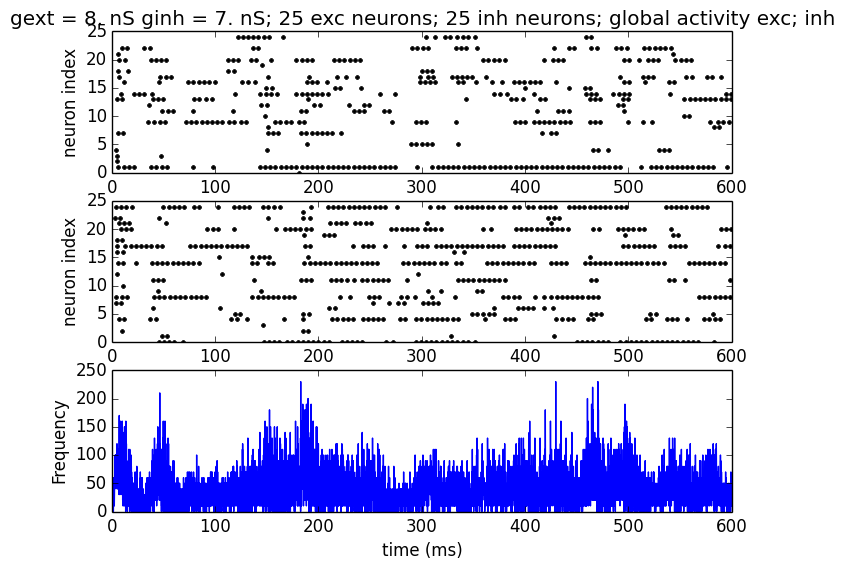 gext = 8. nS ginh = 7. nS; 25 exc neurons; 25 inh neurons; global activity exc; inh
25
20
15
10
5
0
neuron index
0 100 200 300 400 500 600
25
20
15
10
5
0
neuron index
0 100 200 300 400 500 600
250
200
150
100
50
0
Frequency
0 100 200 300 400 500 600
time (ms)